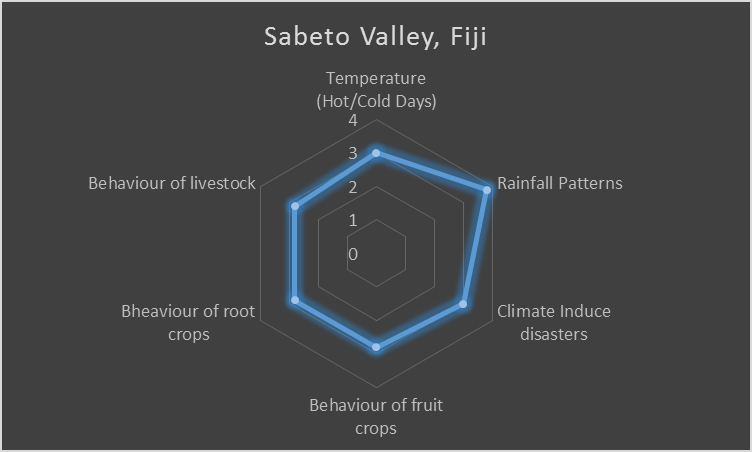 Sabeto Valley, Fiji
Temperature
(Hot/Cold Days)
4
3
2
1
0
Rainfall Patterns
Climate Induce
disasters
Behaviour of fruit
crops
Bheaviour of root
crops
Behaviour of livestock